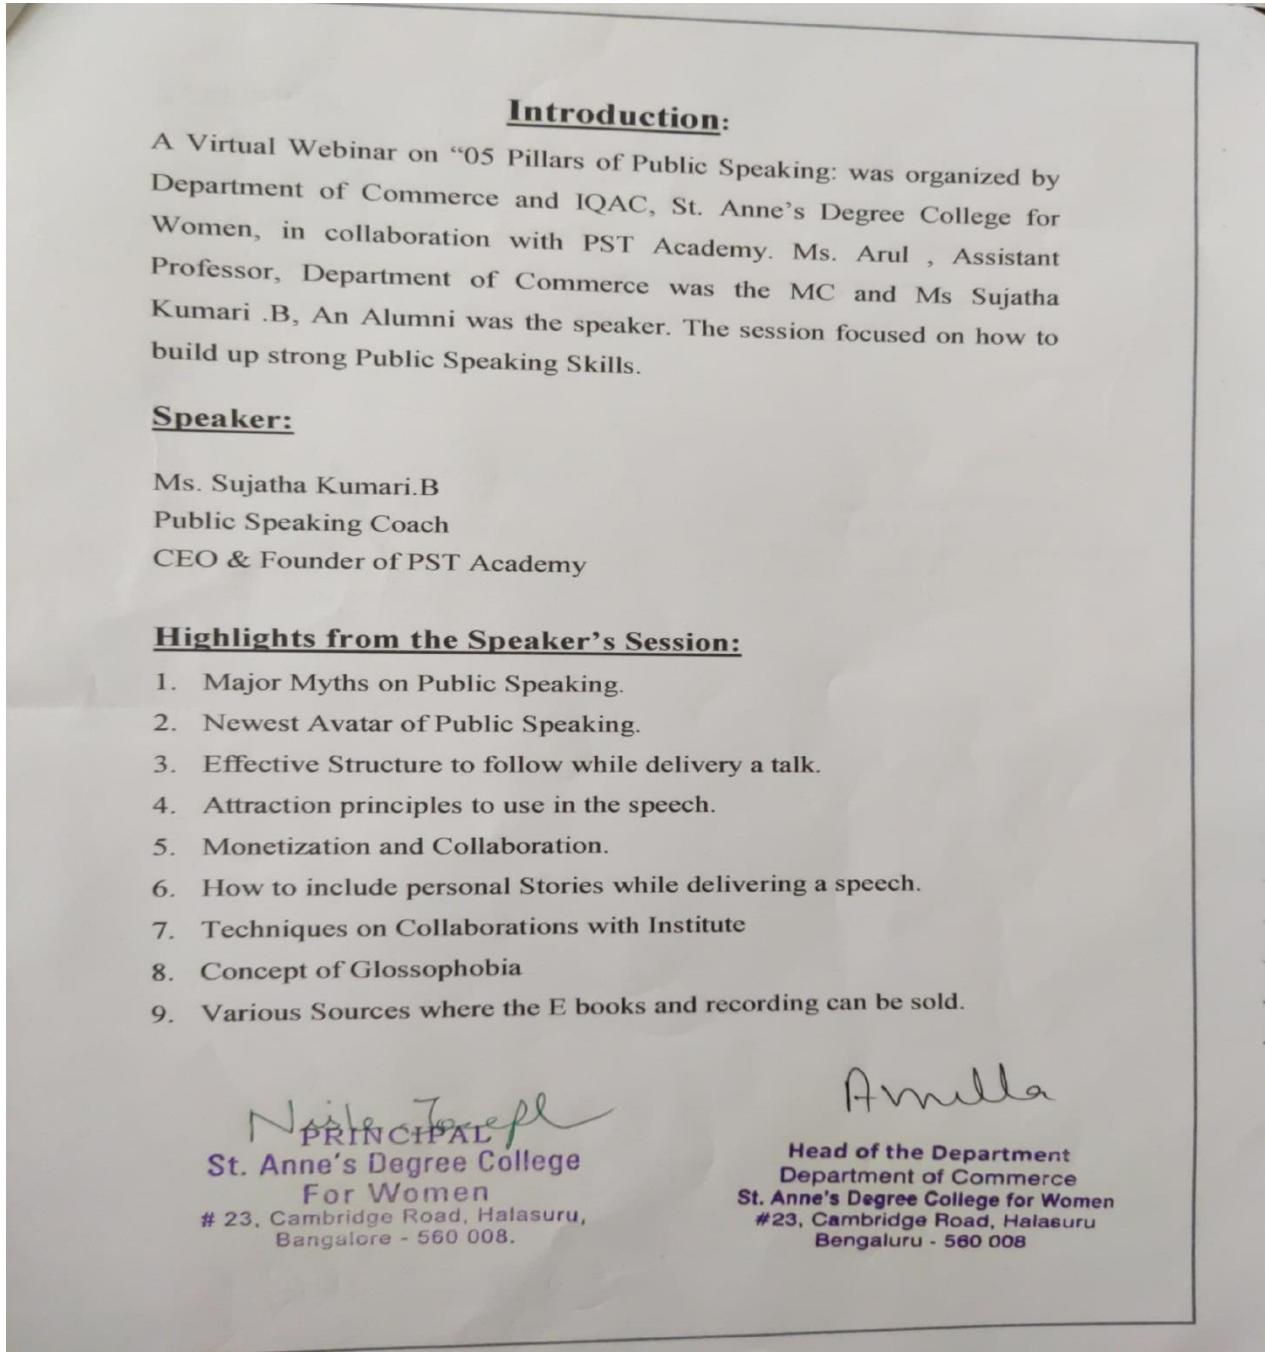 Introduction:
A Virtual Webinar on “05 Pillars of Public Speaking: was organized by
Department of Commerce and IQAC, St. Anne’s Degree College for
Women, in collaboration with PST Academy. Ms. Arul , Assistant
Professor, Department of Commerce was the MC and Ms Sujatha
Kumari .B, An Alumni was the speaker. The session focused on how to
build up strong Public Speaking Skills.
Speaker:
Ms. Sujatha Kumari.B
Public Speaking Coach
CEO & Founder of PST Academy
Highlights from the Speaker’s Session:
1. Major Myths on Public Speaking.
2. Newest Avatar of Public Speaking.
3. Effective Structure to follow while delivery a talk.
4. Attraction principles to use in the speech.
5. Monetization and Collaboration.
6. How to include personal Stories while delivering a speech.
7. Techniques on Collaborations with Institute
8. Concept of Glossophobia
9. Various Sources where the E books and recording can be sold.
PRINCIPAL
St. Anne's Degree College
For Women
# 23, Cambridge Road, Halasuru,
Bangalore - 560 008.
Head of the Department
Department of Commerce
St. Anne's Degree College for Women
#23, Cambridge Road, Halasuru
Bengaluru - 560 008